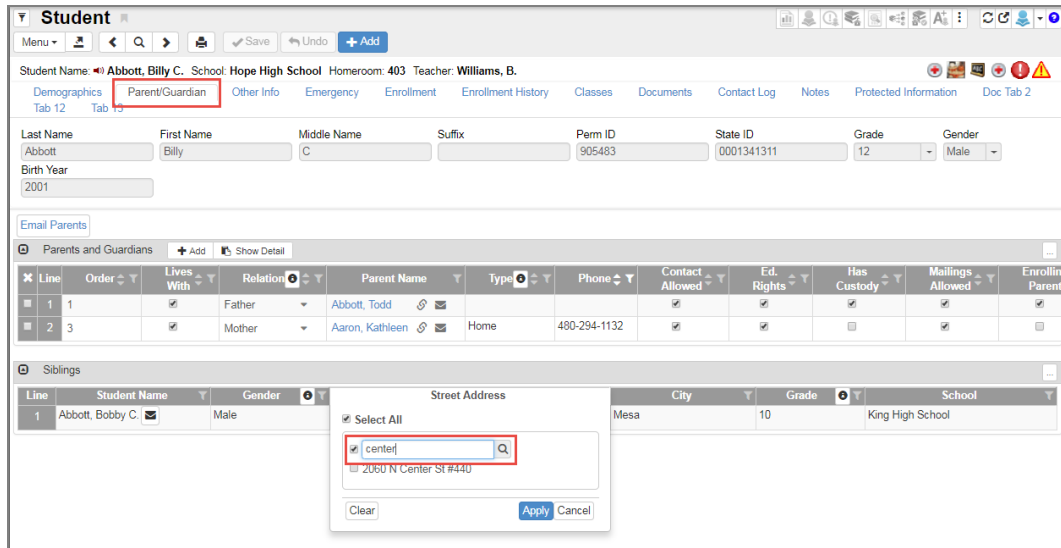 Student
Menu Save Undo + Add
Student Name: Abbott, Billy C. School: Hope High School Homeroom: 403 Teacher: Williams, B.
Demographics Parent/Guardian Other Info Emergency Enrollment Enrollment History Classes Documents Contact Log Notes Protected Information Doc Tab 2
Tab 12 Tab 13
Last Name First Name Middle Name Suffix Perm ID State ID Grade Gender
Abbott Billy C 905483 0001341311 12 Male
Birth Year
2001
Email Parents
Parents and Guardians + Add Show Detail ...
Line Order Lives With Relation Parent Name Type Phone Contact Allowed Ed. Rights Has Custody Mailings Allowed Enrollin Parent
1 1 Father Abbott, Todd
2 3 Mother Aaron, Kathleen Home 480-294-1132
Siblings ...
Line Student Name Gender Street Address City Grade School
1 Abbott, Bobby C. Male Mesa 10 King High School
Select All
center
2060 N Center St #440
Clear Apply Cancel